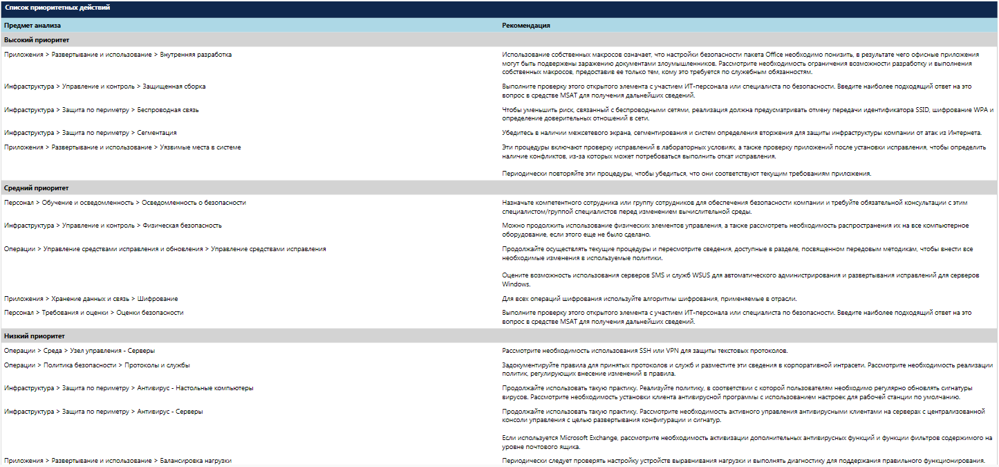 Список приоритетных действий
Предмет анализа
Рекомендация
Высокий приоритет
Приложения > Развертывание и использование > Внутренняя разработка
Использование собственных макросов означает, что настройки безопасности пакета Office необходимо понизить, в результате чего офисные приложения
могут быть подвержены заражению документами злоумышленников. Рассмотрите необходимость ограничения возможности разработку и выполнения
собственных макросов, предоставив ее только тем, кому это требуется по служебным обязанностям.
Инфраструктура > Управление и контроль > Защищенная сборка
Выполните проверку этого открытого элемента с участием ИТ-персонала или специалиста по безопасности. Введите наиболее подходящий ответ на это
вопрос в средстве MSAT для получения дальнейших сведений.
Инфраструктура > Защита по периметру > Беспроводная связь
Чтобы уменьшить риск, связанный с беспроводными сетями, реализация должна предусматривать отмену передачи идентификатора SSID, шифрование WPA и
определение доверительных отношений в сети.
Инфраструктура > Защита по периметру > Сегментация
Убедитесь в наличии межсетевого экрана, сегментирования и систем определения вторжения для защиты инфраструктуры компании от атак из Интернета.
Приложения > Развертывание и использование > Уязвимые места в системе
Эти процедуры включают проверку исправлений в лабораторных условиях, а также проверку приложений после установки исправления, чтобы определить
наличие конфликтов, из-за которых может потребоваться выполнить откат исправления.
Периодически повторяйте эти процедуры, чтобы убедиться, что они соответствуют текущим требованиям приложения.
Средний приоритет
Персонал > Обучение и осведомленность > Осведомленность о безопасности
Назначьте компетентного сотрудника или группу сотрудников для обеспечения безопасности компании и требуйте обязательной консультации с этим
специалистом/группой специалистов перед изменением вычислительной среды.
Инфраструктура > Управление и контроль > Физическая безопасность
Можно продолжить использование физических элементов управления, а также рассмотреть необходимость распространения их на все компьютерное
оборудование, если этого еще не было сделано.
Операции > Управление средствами исправления и обновления > Управление средствами исправления
Продолжайте осуществлять текущие процедуры и пересмотрите сведения, доступные в разделе, посвященном передовым методикам, чтобы внести все
необходимые изменения в используемые политики.
Оцените возможность использования серверов SMS и служб WSUS для автоматического администрирования и развертывания исправлений для серверов
Windows.
Приложения > Хранение данных и связь > Шифрование
Для всех операций шифрования используйте алгоритмы шифрования, применяемые в отрасли.
Персонал > Требования и оценки > Оценки безопасности
Выполните проверку этого открытого элемента с участием ИТ-персонала или специалиста по безопасности. Введите наиболее подходящий ответ на это
вопрос в средстве MSAT для получения дальнейших сведений.
Низкий приоритет
Операции > Среда > Узел управления - Серверы
Рассмотрите необходимость использования SSH или VPN для защиты текстовых протоколов.
Операции > Политика безопасности > Протоколы и службы
Задокументируйте правила для принятых протоколов и служб и разместите эти сведения в корпоративной интрасети. Рассмотрите необходимость реализации
политик, регулирующих внесение изменений в правила.
Инфраструктура > Защита по периметру > Антивирус - Настольные компьютеры
Продолжайте использовать такую практику. Реализуйте политику, в соответствии с которой пользователям необходимо регулярно обновлять сигнатуры
вирусов. Рассмотрите необходимость установки клиента антивирусной программы с использованием настроек для рабочей станции по умолчанию.
Инфраструктура > Защита по периметру > Антивирус - Серверы
Продолжайте использовать такую практику. Рассмотрите необходимость активного управления антивирусными клиентами на серверах с централизованной
консоли управления с целью развертывания конфигурации и сигнатур.
Если используется Microsoft Exchange, рассмотрите необходимость активизации дополнительных антивирусных функций и функции фильтров содержимого на
уровне почтового ящика.
Приложения > Развертывание и использование > Балансировка нагрузки
Периодически следует проверять настройку устройств выравнивания нагрузки и выполнять диагностику для поддержания правильного функционирования.